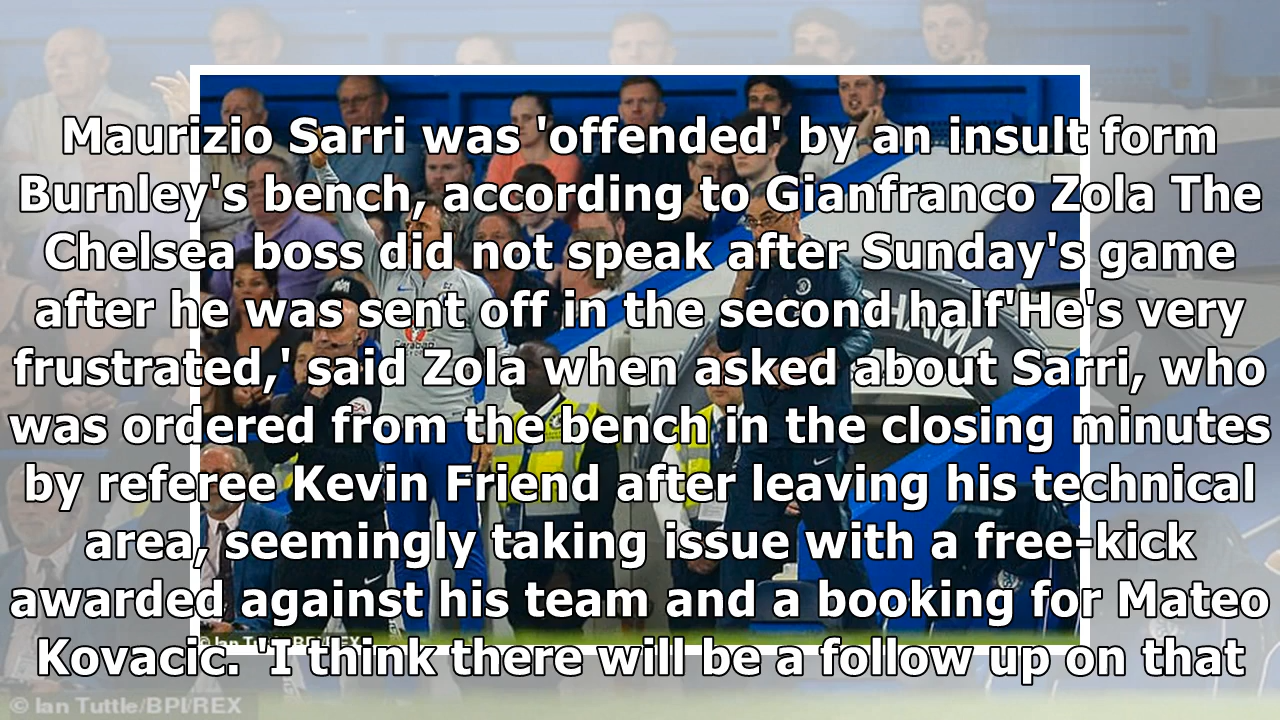 Maurizio Sarri was 'offended' by an insult form
Burnley's bench, according to Gianfranco Zola The
Chelsea boss did not speak after Sunday's game
after he was sent off in the second half'He's very
frustrated,' said Zola when asked about Sarri, who
was ordered from the bench in the closing minutes
by referee Kevin Friend after leaving his technical
area, seemingly taking issue with a free-kick
awarded against his team and a booking for Mateo
Kovacic. 'I think there will be a follow up on that
© Ian Tuttle/BPI/REX